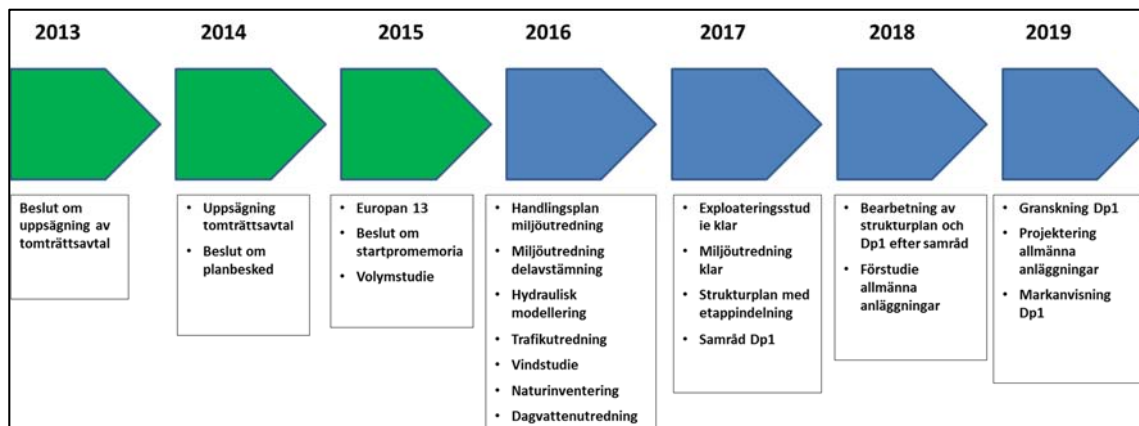 2013
2014
2015
2016
2017
2018
2019
Beslut om
uppsägning av
tomträttsavtal
• Uppsägning
tomträttsavtal
• Beslut om
planbesked
• Europan 13
• Beslut om
startpromemoria
• Volymstudie
• Handlingsplan
miljöutredning
• Miljöutredning
delavstämning
• Hydraulisk
modellering
• Trafikutredning
• Vindstudie
• Naturinventering
• Dagvattenutredning
• Exploateringsstud
ie klar
• Miljöutredning
klar
• Strukturplan med
etappindelning
• Samråd Dp1
• Bearbetning av
strukturplan och
Dp1 efter samråd
• Förstudie
allmänna
anläggningar
• Granskning Dp1
• Projektering
allmänna
anläggningar
• Markanvisning
Dp1